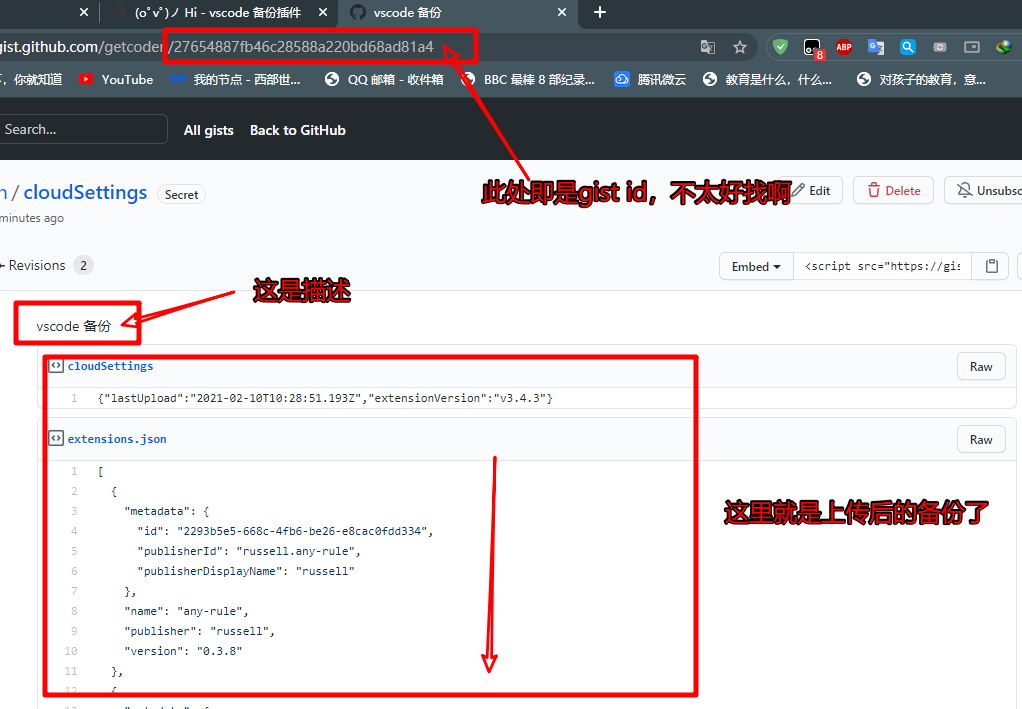 (oﾟvﾟ)ノ Hi - vscode 备份插件
vscode 备份
gist.github.com/getcoder/27654887fb46c28588a220bd68ad81a4
8
ABP
，你就知道
YouTube
我的节点 - 西部世...
QQ 邮箱 - 收件箱
BBC 最棒 8 部纪录...
腾讯微云
教育是什么，什么...
对孩子的教育，意...
Search...
All gists
Back to GitHub
/ cloudSettings
Secret
此处即是gist id，不太好找啊
Edit
Delete
Unsubsc
minutes ago
Revisions 2
Embed
<script src="https://gis
这是描述
vscode 备份
cloudSettings
Raw
1 {"lastUpload":"2021-02-10T10:28:51.193Z","extensionVersion":"v3.4.3"}
extensions.json
Raw
1 [
2 {
3 "metadata": {
4 "id": "2293b5e5-668c-4fb6-be26-e8cac0fdd334",
5 "publisherId": "russell.any-rule",
6 "publisherDisplayName": "russell"
7 },
8 "name": "any-rule",
9 "publisher": "russell",
10 "version": "0.3.8"
11 },
12 {
这里就是上传后的备份了